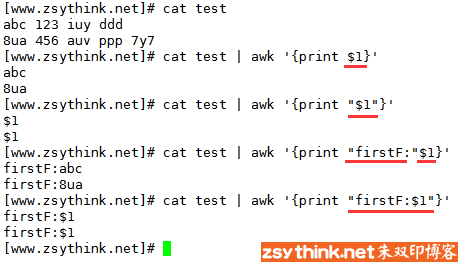 [www.zsythink.net]# cat test
abc 123 iuy ddd
8ua 456 auv ppp 7y7
[www.zsythink.net]# cat test | awk '{print $1}'
abc
8ua
[www.zsythink.net]# cat test | awk '{print "$1"}'
$1
$1
[www.zsythink.net]# cat test | awk '{print "firstF:"$1}'
firstF:abc
firstF:8ua
[www.zsythink.net]# cat test | awk '{print "firstF:$1"}'
firstF:$1
firstF:$1
[www.zsythink.net]#
zsythink.net朱双印博客